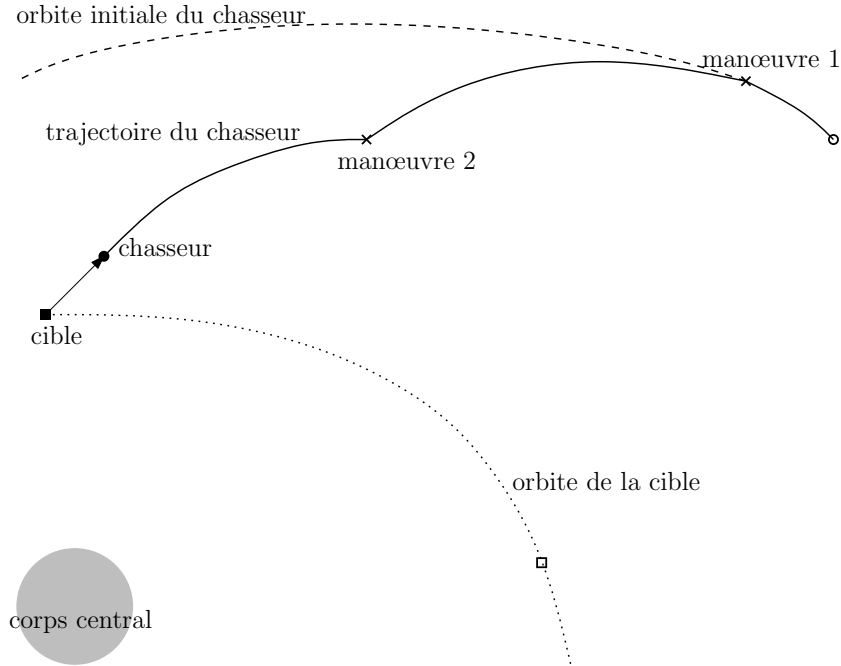 orbite initiale du chasseur
manœuvre 1
trajectoire du chasseur
manœuvre 2
chasseur
cible
orbite de la cible
corps central